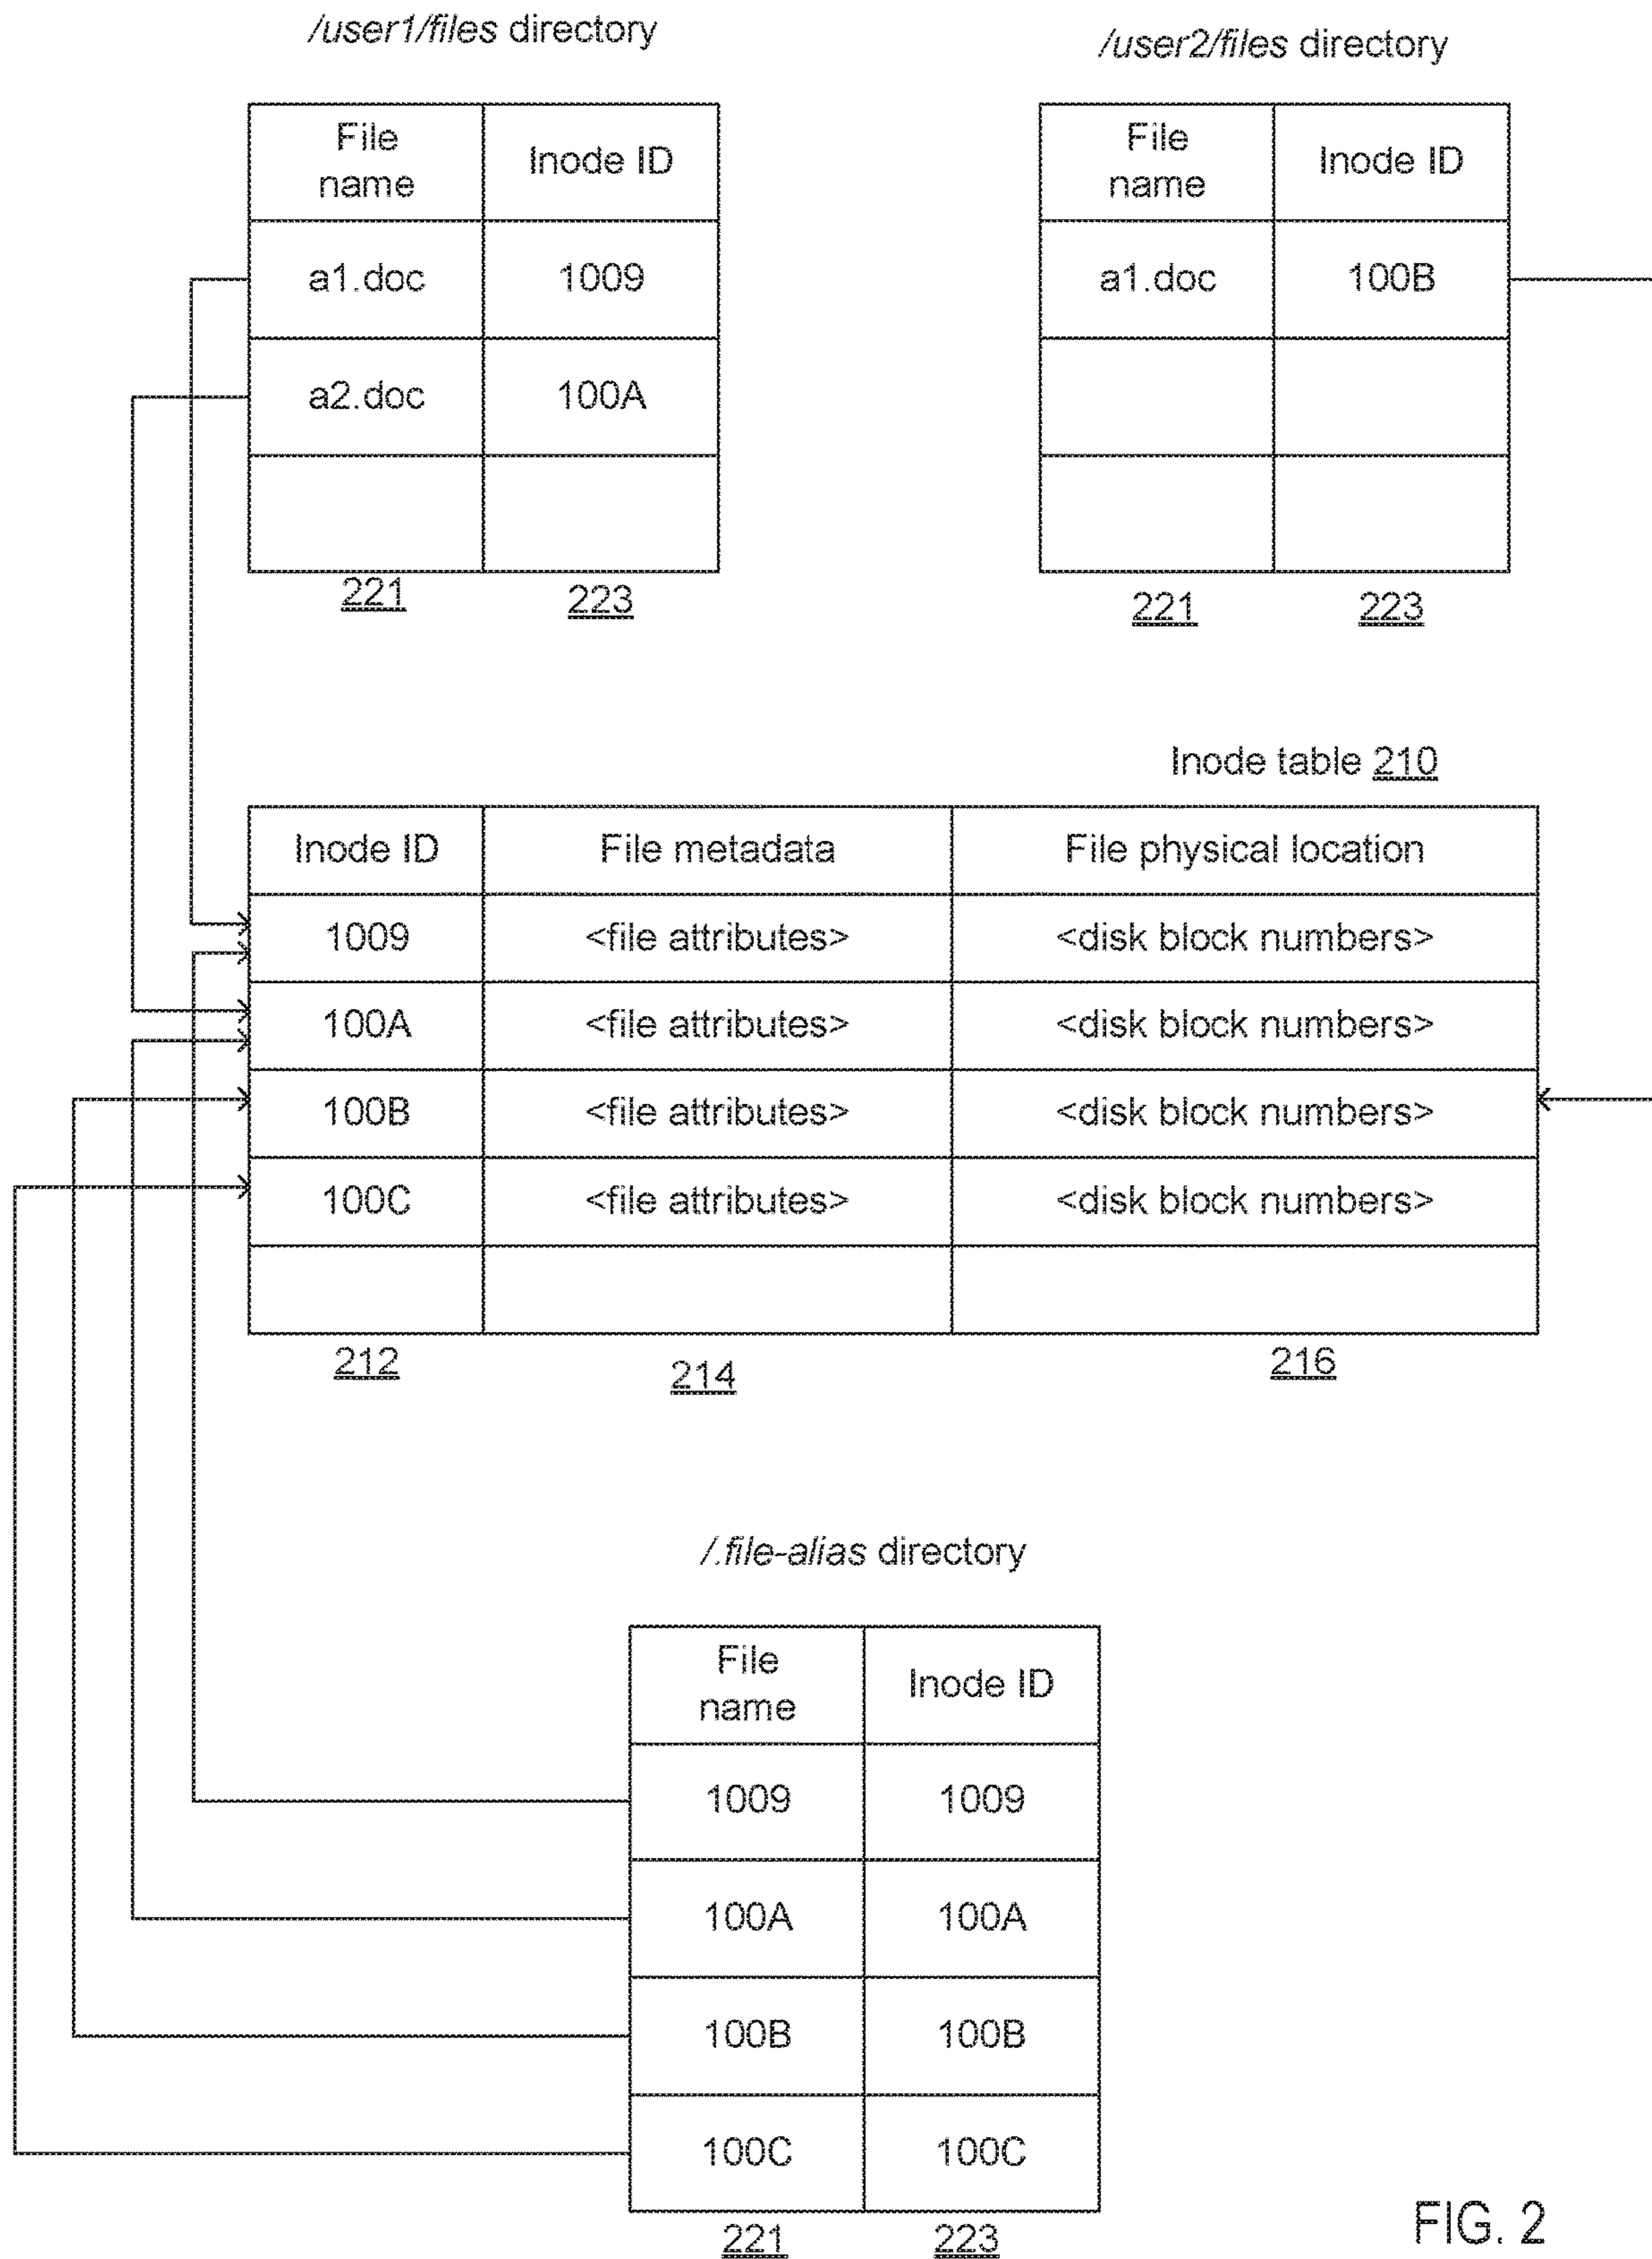 /user1/files directory
/user2/files directory
File name
Inode ID
a1.doc
1009
a2.doc
100A
221
223
File name
Inode ID
a1.doc
100B
221
223
Inode table 210
Inode ID
File metadata
File physical location
1009
<file attributes>
<disk block numbers>
100A
<file attributes>
<disk block numbers>
100B
<file attributes>
<disk block numbers>
100C
<file attributes>
<disk block numbers>
212
214
216
/.file-alias directory
File name
Inode ID
1009
1009
100A
100A
100B
100B
100C
100C
221
223
FIG. 2